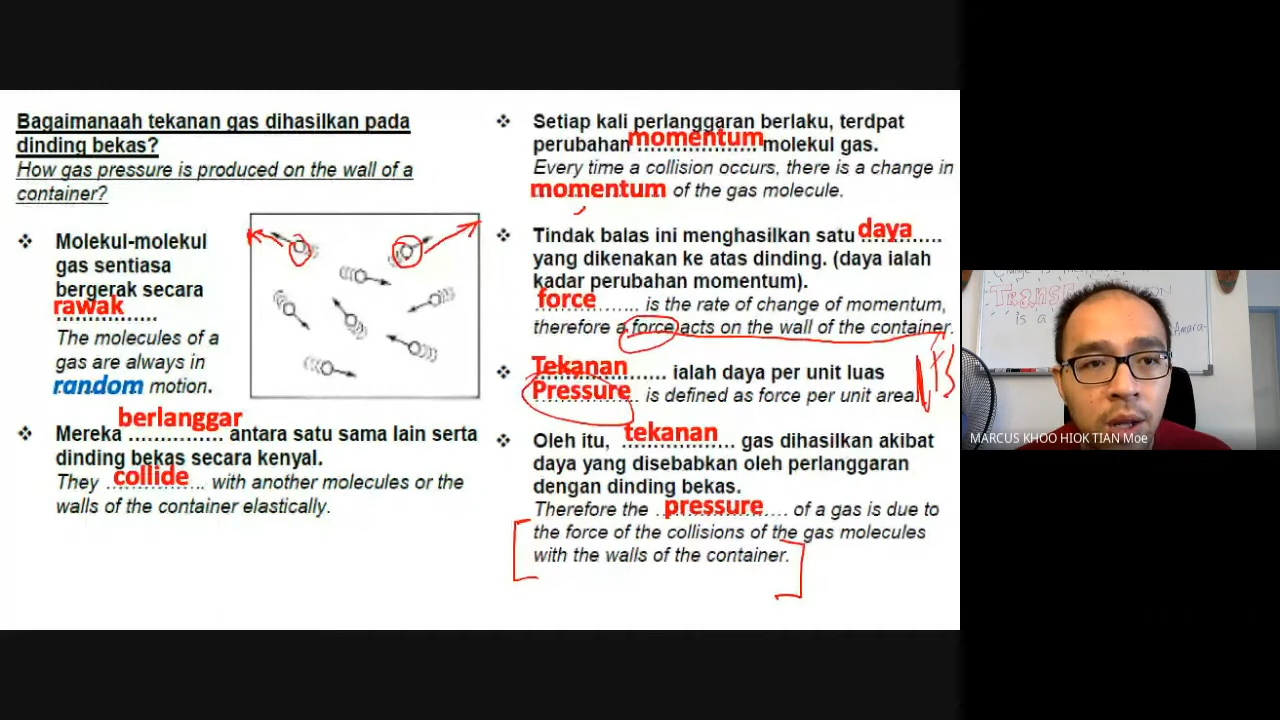 Bagaimanaah tekanan gas dihasilkan pada
dinding bekas?
How gas pressure is produced on the wall of a
container?
Molekul-molekul
gas sentiasa
bergerak secara
rawak
The molecules of a
gas are always in
random motion.
berlanggar
Mereka ................ antara satu sama lain serta
dinding bekas secara kenyal.
They collide with another molecules or the
walls of the container elastically.
Setiap kali perlanggaran berlaku, terdpat
perubahan momentum molekul gas.
Every time a collision occurs, there is a change in
momentum of the gas molecule.
Tindak balas ini menghasilkan satu daya
yang dikenakan ke atas dinding. (daya ialah
kadar perubahan momentum).
force is the rate of change of momentum,
therefore a force acts on the wall of the container.
Tekanan ialah daya per unit luas
Pressure is defined as force per unit area.
Oleh itu, tekanan gas dihasilkan akibat
daya yang disebabkan oleh perlanggaran
dengan dinding bekas.
Therefore the pressure of a gas is due to
the force of the collisions of the gas molecules
with the walls of the container.
is a
Amara-
MARCUS KHOO HIOK TIAN Moe